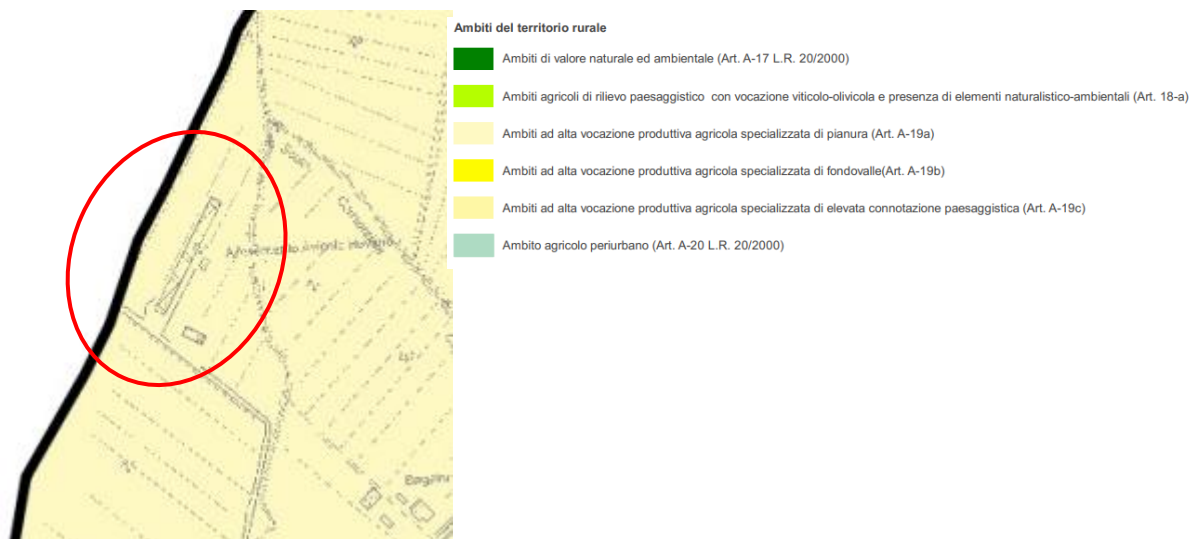 Ambiti del territorio rurale
Ambiti di valore naturale ed ambientale (Art. A-17 L.R. 20/2000)
Ambiti agricoli di rilievo paesaggistico con vocazione viticolo-olivicola e presenza di elementi naturalistico-ambientali (Art. 18-a)
Ambiti ad alta vocazione produttiva agricola specializzata di pianura (Art. A-19a)
Ambiti ad alta vocazione produttiva agricola specializzata di fondovalle(Art. A-19b)
Ambiti ad alta vocazione produttiva agricola specializzata di elevata connotazione paesaggistica (Art. A-19c)
Ambito agricolo periurbano (Art. A-20 L.R. 20/2000)